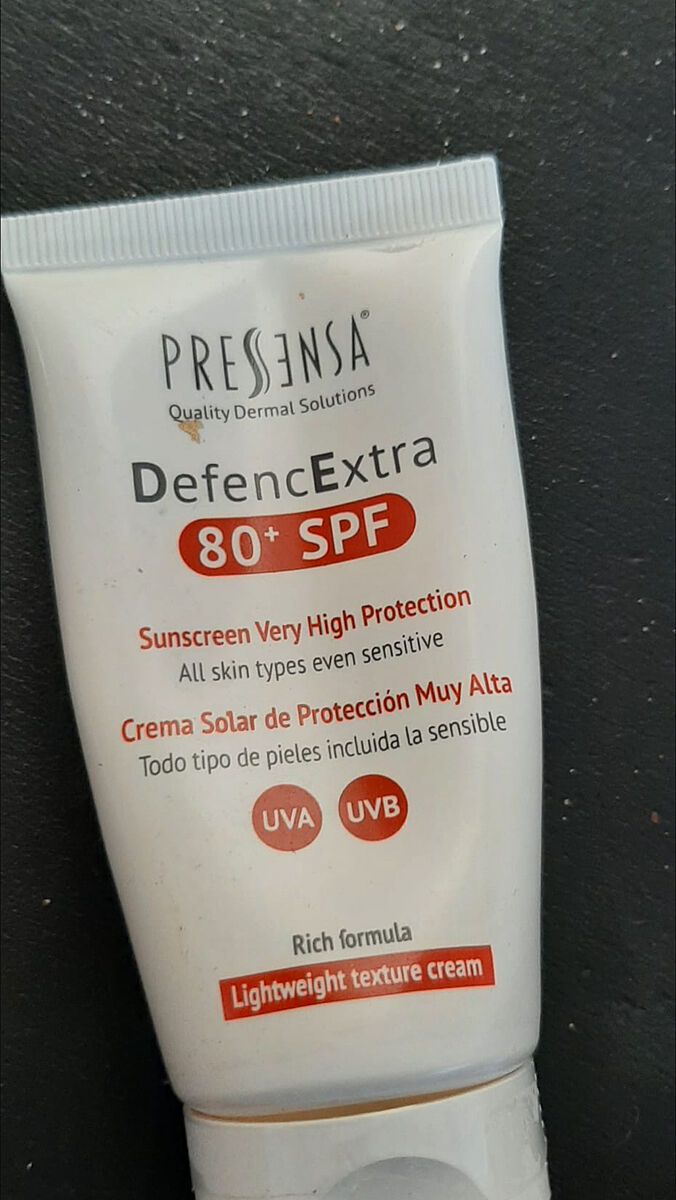 PRESENSA®
Quality Dermal Solutions
DefencExtra
80+ SPF
Sunscreen Very High Protection
All skin types even sensitive
Crema Solar de Protección Muy Alta
Todo tipo de pieles incluida la sensible
UVA UVB
Rich formula
Lightweight texture cream